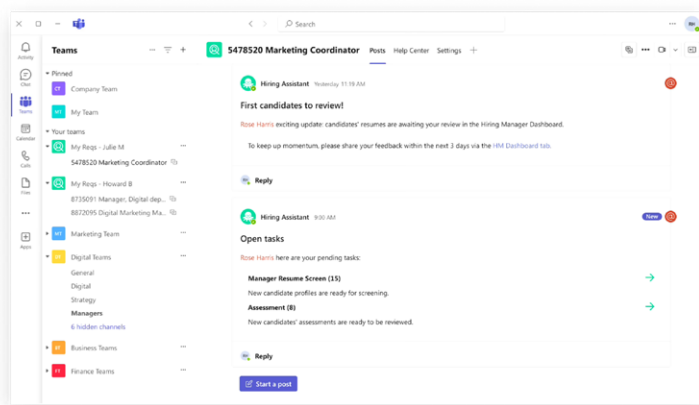 Search
Activity
Chat
Teams
Calendar
Calls
Files
Apps
Teams
Pinned
CT Company Team
MT My Team
Your teams
My Reqs - Julie M
5478520 Marketing Coordinator
My Reqs - Howard B
8735091 Manager, Digital dep...
8872095 Digital Marketing Ma...
MT Marketing Team
Digital Teams
General
Digital
Strategy
Managers
6 hidden channels
Business Teams
FT Finance Teams
5478520 Marketing Coordinator Posts Help Center Settings
Hiring Assistant Yesterday 11:19 AM
First candidates to review!
Rose Harris exciting update: candidates' resumes are awaiting your review in the Hiring Manager Dashboard.
To keep up momentum, please share your feedback within the next 3 days via the HM Dashboard tab.
Reply
Hiring Assistant 9:00 AM New
Open tasks
Rose Harris here are your pending tasks:
Manager Resume Screen (15)
New candidate profiles are ready for screening.
Assessment (8)
New candidates' assessments are ready to be reviewed.
Reply
Start a post